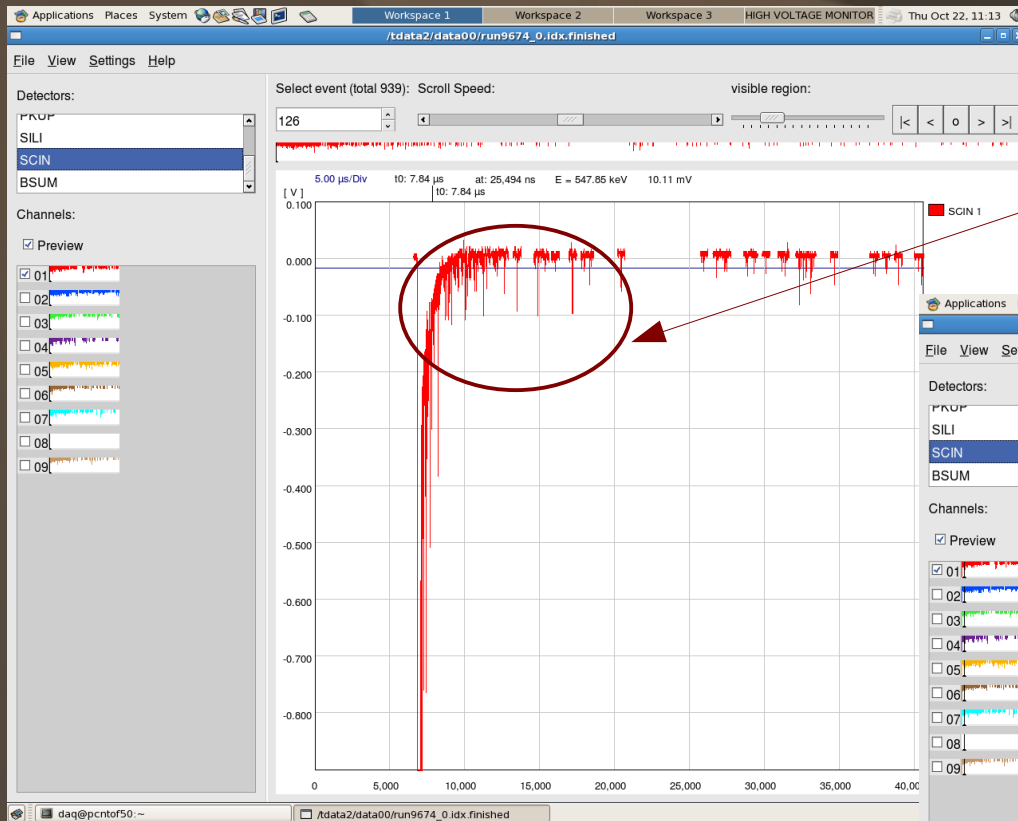 Applications Places System Workspace 1 Workspace 2 Workspace 3 HIGH VOLTAGE MONITOR Thu Oct 22, 11:13
/tdata2/data00/run9674_0.idx.finished
File View Settings Help
Detectors:
PKUP
SILI
SCIN
BSUM
Channels:
Preview
01
02
03
04
05
06
07
08
09
Select event (total 939): Scroll Speed: visible region:
126
|< < o > >|
5.00 µs/Div t0: 7.84 µs at: 25,494 ns E = 547.85 keV 10.11 mV
[ V ] t0: 7.84 µs
0.100
0.000
-0.100
-0.200
-0.300
-0.400
-0.500
-0.600
-0.700
-0.800
0 5,000 10,000 15,000 20,000 25,000 30,000 35,000 40,00
SCIN 1
Applications
File View Se
Detectors:
PKUP
SILI
SCIN
BSUM
Channels:
Preview
01
02
03
04
05
06
07
08
09
daq@pcntof50:~ /tdata2/data00/run9674_0.idx.finished